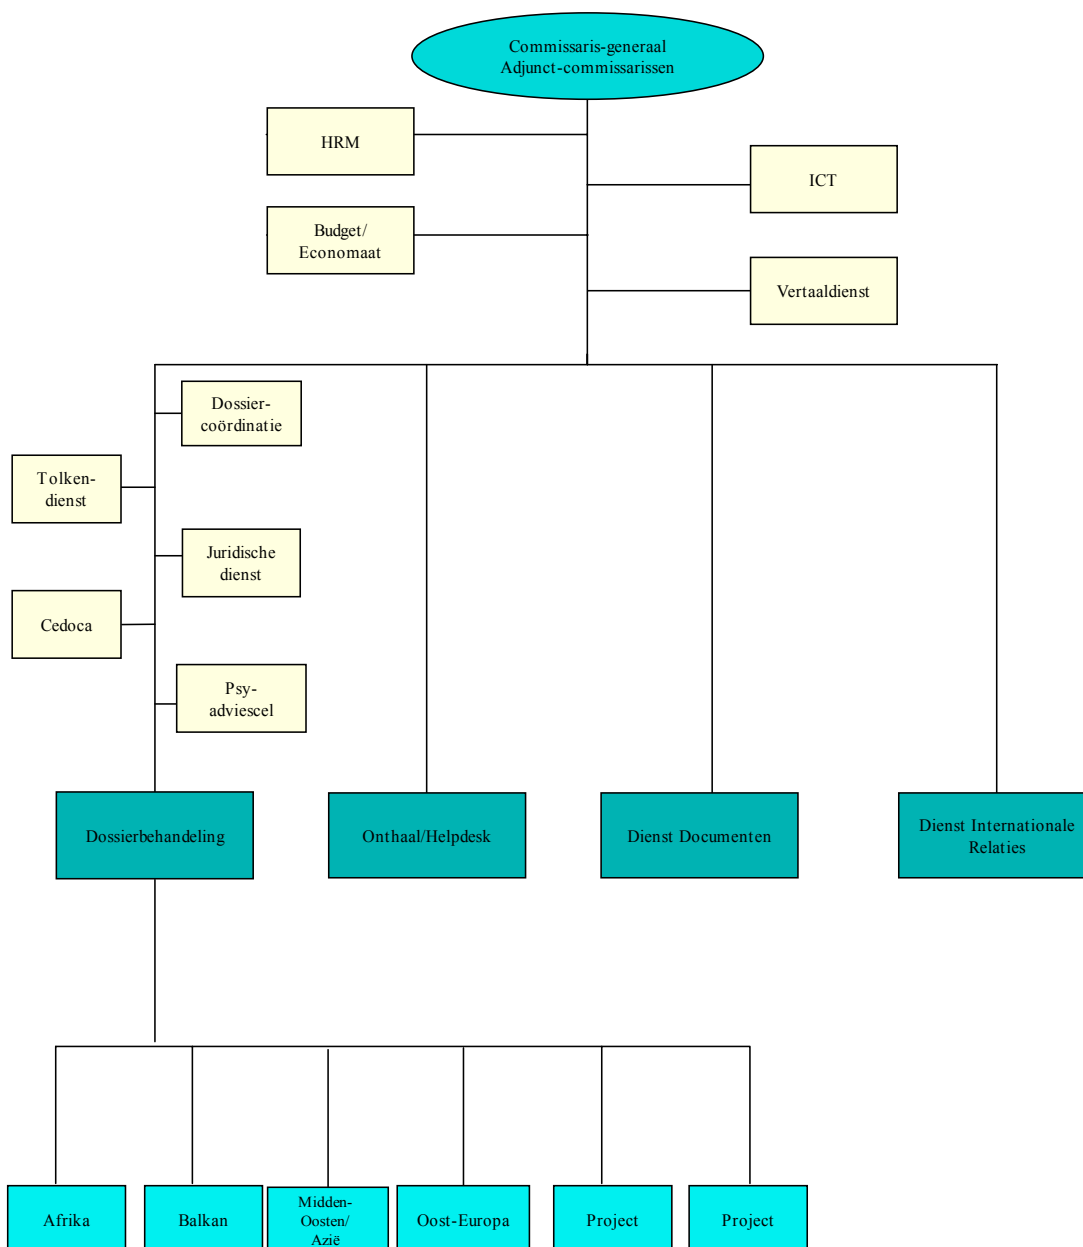 Commissaris-generaal
Adjunct-commissarissen
HRM
ICT
Budget/
Economaat
Vertaaldienst
Dossier-
coördinatie
Tolken-
dienst
Juridische
dienst
Cedoca
Psy-
adviescel
Dossierbehandeling
Onthaal/Helpdesk
Dienst Documenten
Dienst Internationale
Relaties
Afrika
Balkan
Midden-
Oosten/
Azië
Oost-Europa
Project
Project